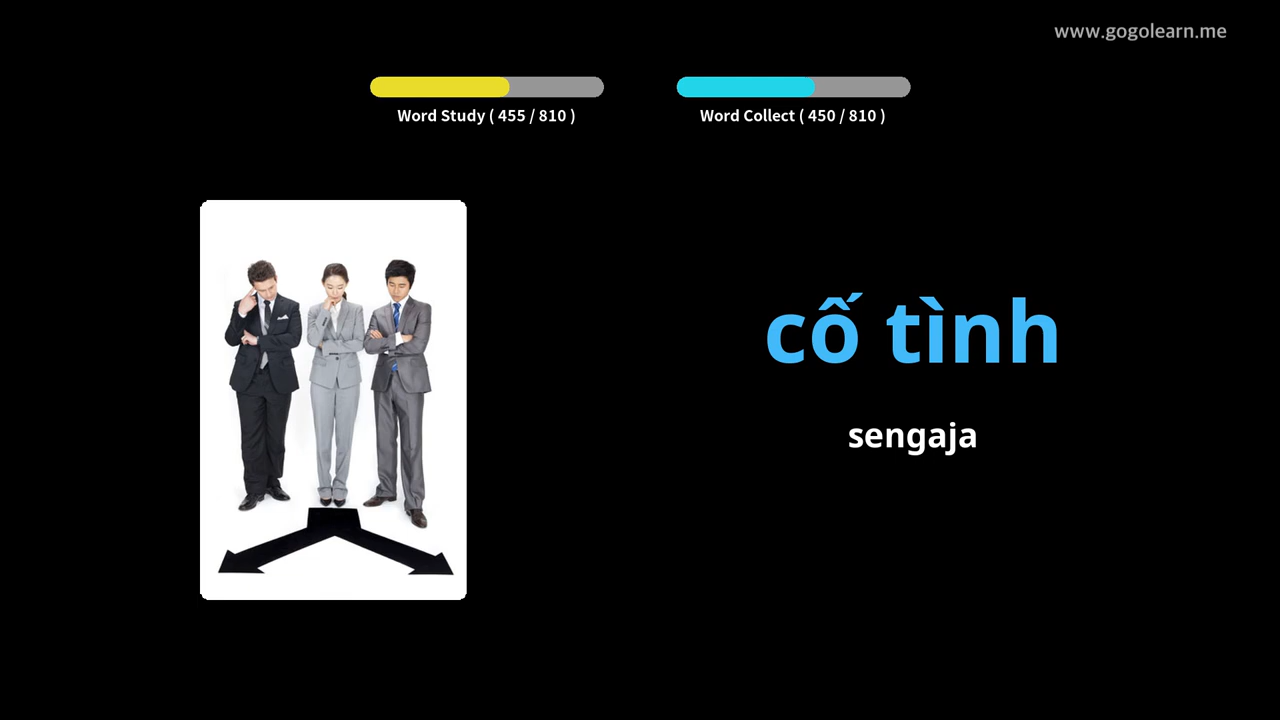 www.gogolearn.me
Word Study ( 455 / 810 )
Word Collect ( 450 / 810 )
cố tình
sengaja